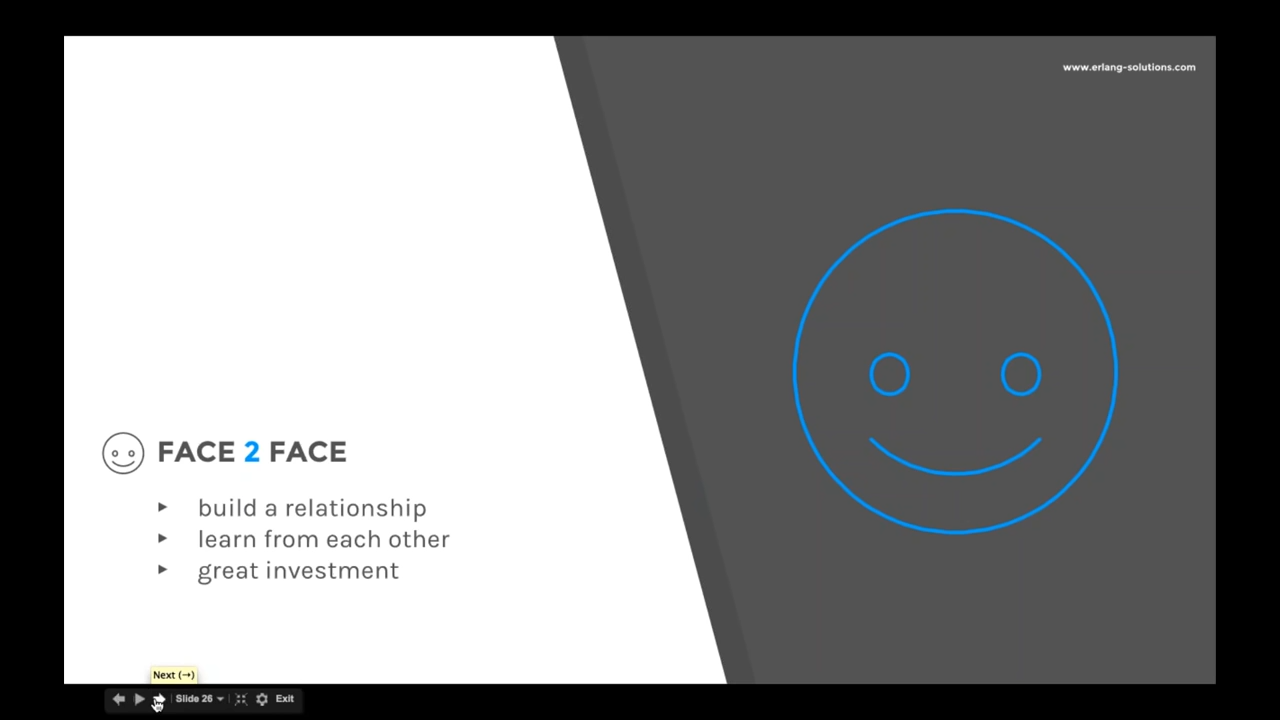 www.erlang-solutions.com
FACE 2 FACE
build a relationship
learn from each other
great investment
Next (→)
Slide 26
Exit